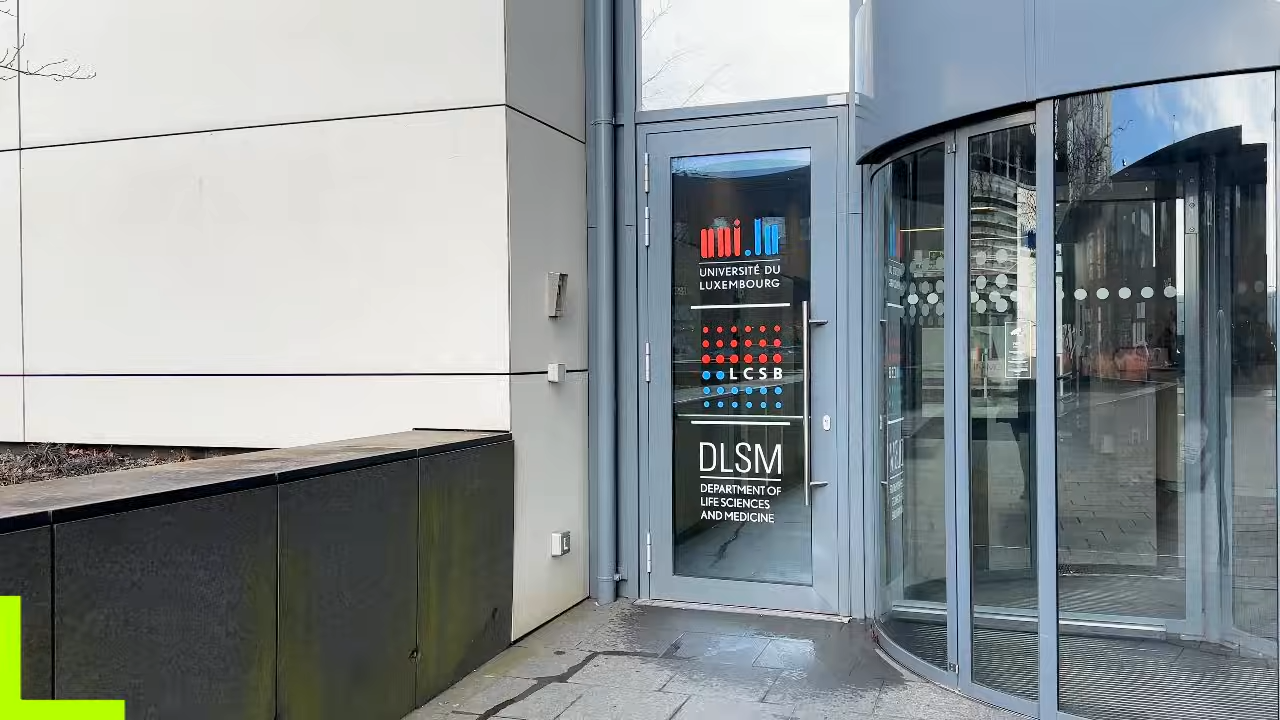 uni.lu
UNIVERSITÉ DU
LUXEMBOURG
LCSB
DLSM
DEPARTMENT OF
LIFE SCIENCES
AND MEDICINE